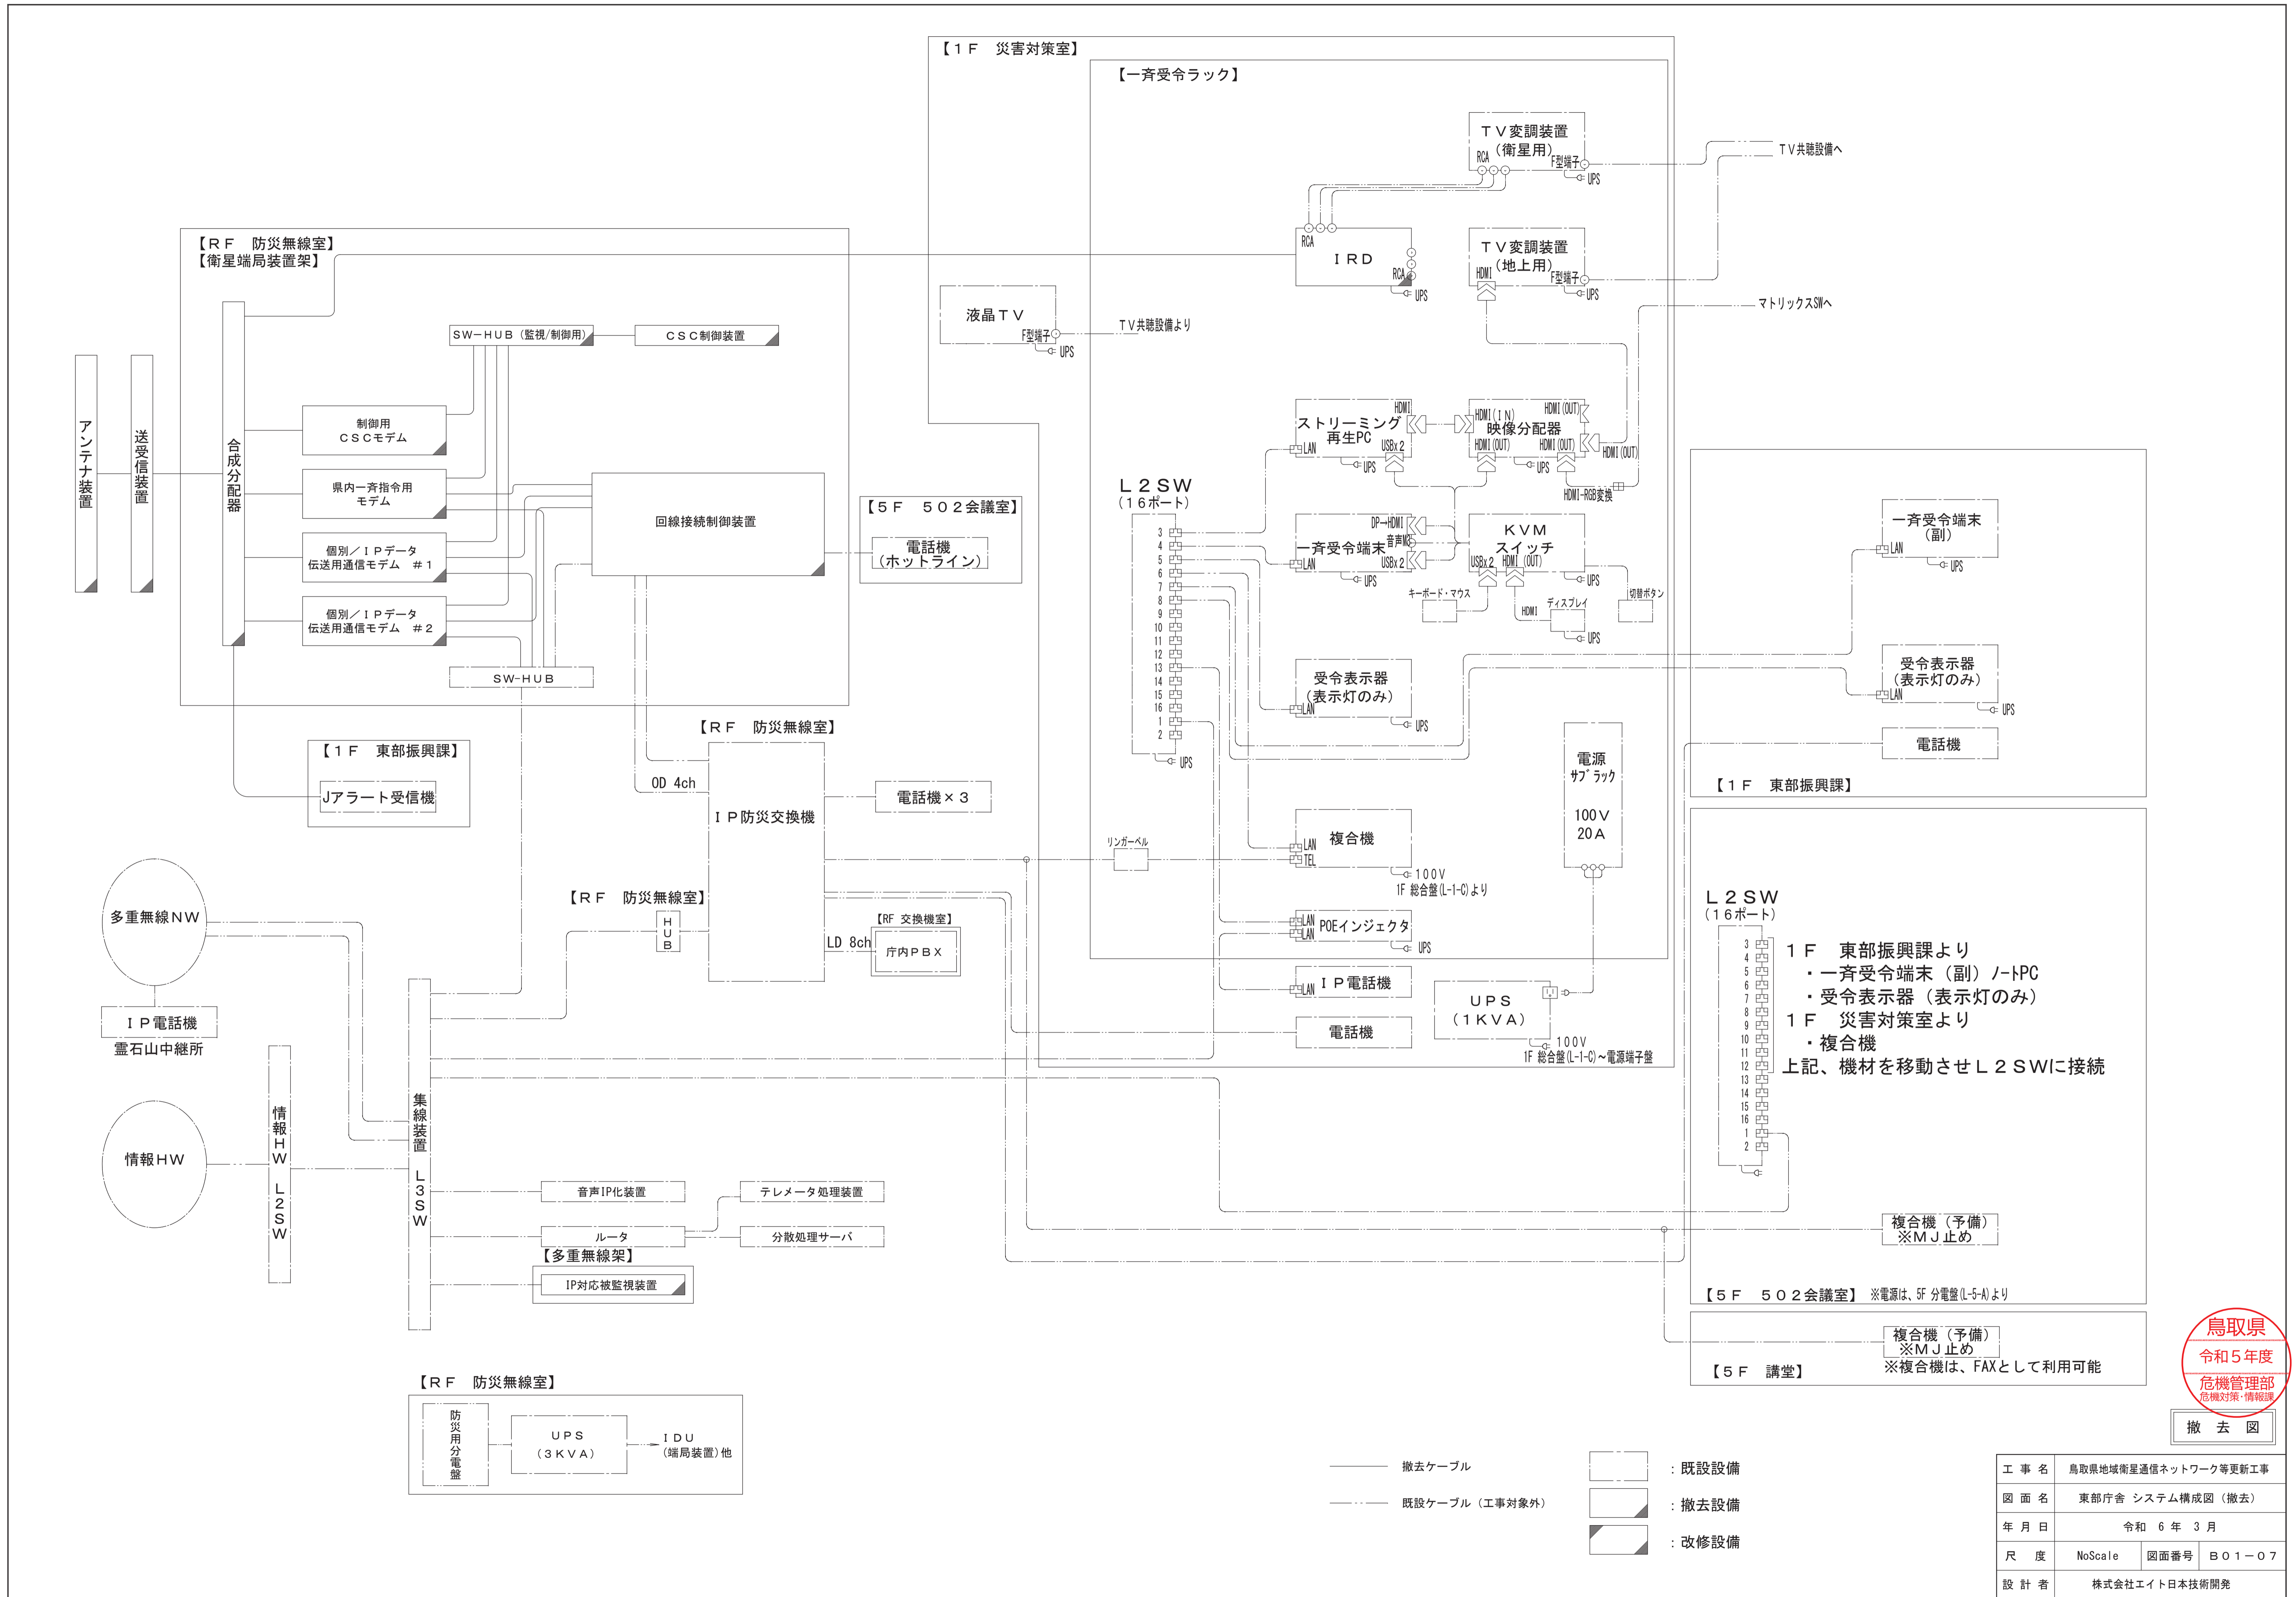 【１Ｆ　災害対策室】
【一斉受令ラック】
ＴＶ変調装置
（衛星用）
RCA
F型端子
UPS
ＴＶ共聴設備へ
RCA
ＩＲＤ
RCA
UPS
ＴＶ変調装置
（地上用）
HDMI
F型端子
UPS
マトリックスSWへ
液晶ＴＶ
F型端子
UPS
ＴＶ共聴設備より
【ＲＦ　防災無線室】
【衛星端局装置架】
アンテナ装置
送受信装置
合成分配器
ＳＷ－ＨＵＢ（監視/制御用）
ＣＳＣ制御装置
制御用
ＣＳＣモデム
県内一斉指令用
モデム
個別／ＩＰデータ
伝送用通信モデム　＃１
個別／ＩＰデータ
伝送用通信モデム　＃２
回線接続制御装置
ＳＷ-ＨＵＢ
【５Ｆ　５０２会議室】
電話機
（ホットライン）
ストリーミング
再生PC
HDMI
USBx２
LAN
UPS
HDMI(ＩＮ)
HDMI(OUT)
映像分配器
HDMI(OUT)
HDMI(OUT)
HDMI(OUT)
UPS
HDMI-RGB変換
Ｌ２ＳＷ
（１６ポート）
3
4
5
6
7
8
9
10
11
12
13
14
15
16
1
2
UPS
一斉受令端末
DP→HDMI
音声M3
USBx２
LAN
UPS
ＫＶＭ
スイッチ
USBx２
HDMI (OUT)
UPS
キーボード・マウス
HDMI
ディスプレイ
UPS
切替ボタン
受令表示器
（表示灯のみ）
LAN
UPS
電源
サブラック
100Ｖ
20Ａ
リンガーベル
複合機
LAN
TEL
１００Ｖ
1F 総合盤(L-1-C)より
LAN
LAN
POEインジェクタ
UPS
LAN
ＩＰ電話機
電話機
ＵＰＳ
（１ＫＶＡ）
１００Ｖ
1F 総合盤(L-1-C)～電源端子盤
一斉受令端末
（副）
LAN
UPS
受令表示器
（表示灯のみ）
LAN
UPS
電話機
【１Ｆ　東部振興課】
【１Ｆ　東部振興課】
Jアラート受信機
【ＲＦ　防災無線室】
OD 4ch
ＩＰ防災交換機
電話機×３
【ＲＦ　防災無線室】
ＨＵＢ
LD 8ch
【RF 交換機室】
庁内ＰＢＸ
多重無線ＮＷ
ＩＰ電話機
霊石山中継所
情報ＨＷ
情報ＨＷ　Ｌ２ＳＷ
集線装置　Ｌ３ＳＷ
音声IP化装置
テレメータ処理装置
ルータ
分散処理サーバ
【多重無線架】
IP対応被監視装置
Ｌ２ＳＷ
（１６ポート）
3
4
5
6
7
8
9
10
11
12
13
14
15
16
1
2
１Ｆ　東部振興課より
・一斉受令端末（副）ﾉｰﾄPC
・受令表示器（表示灯のみ）
１Ｆ　災害対策室より
・複合機
上記、機材を移動させＬ２ＳＷに接続
複合機（予備）
※ＭＪ止め
【５Ｆ　５０２会議室】 ※電源は、5F 分電盤(L-5-A)より
複合機（予備）
※ＭＪ止め
※複合機は、FAXとして利用可能
【５Ｆ　講堂】
【ＲＦ　防災無線室】
防災用分電盤
ＵＰＳ
（３ＫＶＡ）
ＩＤＵ
（端局装置）他
撤去ケーブル
既設ケーブル（工事対象外）
：既設設備
：撤去設備
：改修設備
鳥取県
令和５年度
危機管理部
危機対策・情報課
撤　去　図
工 事 名　鳥取県地域衛星通信ネットワーク等更新工事
図 面 名　東部庁舎 システム構成図（撤去）
年 月 日　令和　6 年　3 月
尺　度　NoScale　図面番号　Ｂ０１－０７
設 計 者　株式会社エイト日本技術開発